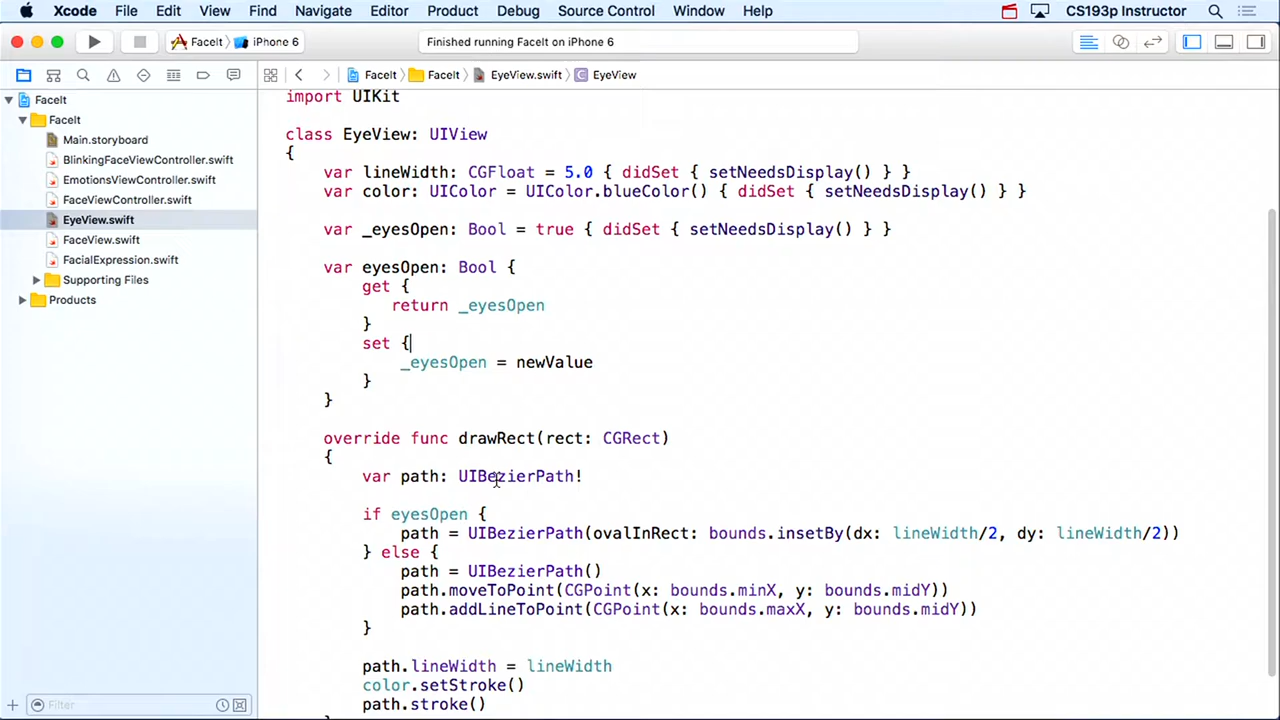 Xcode File Edit View Find Navigate Editor Product Debug Source Control Window Help CS193p Instructor
FaceIt iPhone 6 Finished running FaceIt on iPhone 6
FaceIt FaceIt EyeView.swift EyeView
FaceIt
FaceIt
Main.storyboard
BlinkingFaceViewController.swift
EmotionsViewController.swift
FaceViewController.swift
EyeView.swift
FaceView.swift
FacialExpression.swift
Supporting Files
Products
Filter
import UIKit
class EyeView: UIView
{
var lineWidth: CGFloat = 5.0 { didSet { setNeedsDisplay() } }
var color: UIColor = UIColor.blueColor() { didSet { setNeedsDisplay() } }
var _eyesOpen: Bool = true { didSet { setNeedsDisplay() } }
var eyesOpen: Bool {
get {
return _eyesOpen
}
set {
_eyesOpen = newValue
}
}
override func drawRect(rect: CGRect)
{
var path: UIBezierPath!
if eyesOpen {
path = UIBezierPath(ovalInRect: bounds.insetBy(dx: lineWidth/2, dy: lineWidth/2))
} else {
path = UIBezierPath()
path.moveToPoint(CGPoint(x: bounds.minX, y: bounds.midY))
path.addLineToPoint(CGPoint(x: bounds.maxX, y: bounds.midY))
}
path.lineWidth = lineWidth
color.setStroke()
path.stroke()